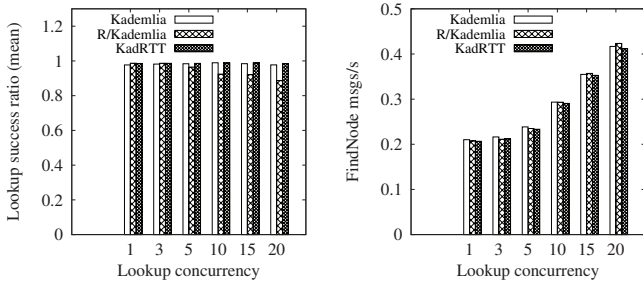 Kademlia
R/Kademlia
KadRTT
Lookup success ratio (mean)
1.2
1
0.8
0.6
0.4
0.2
0
1 3 5 10 15 20
Lookup concurrency
Kademlia
R/Kademlia
KadRTT
FindNode msgs/s
0.5
0.4
0.3
0.2
0.1
0
1 3 5 10 15 20
Lookup concurrency